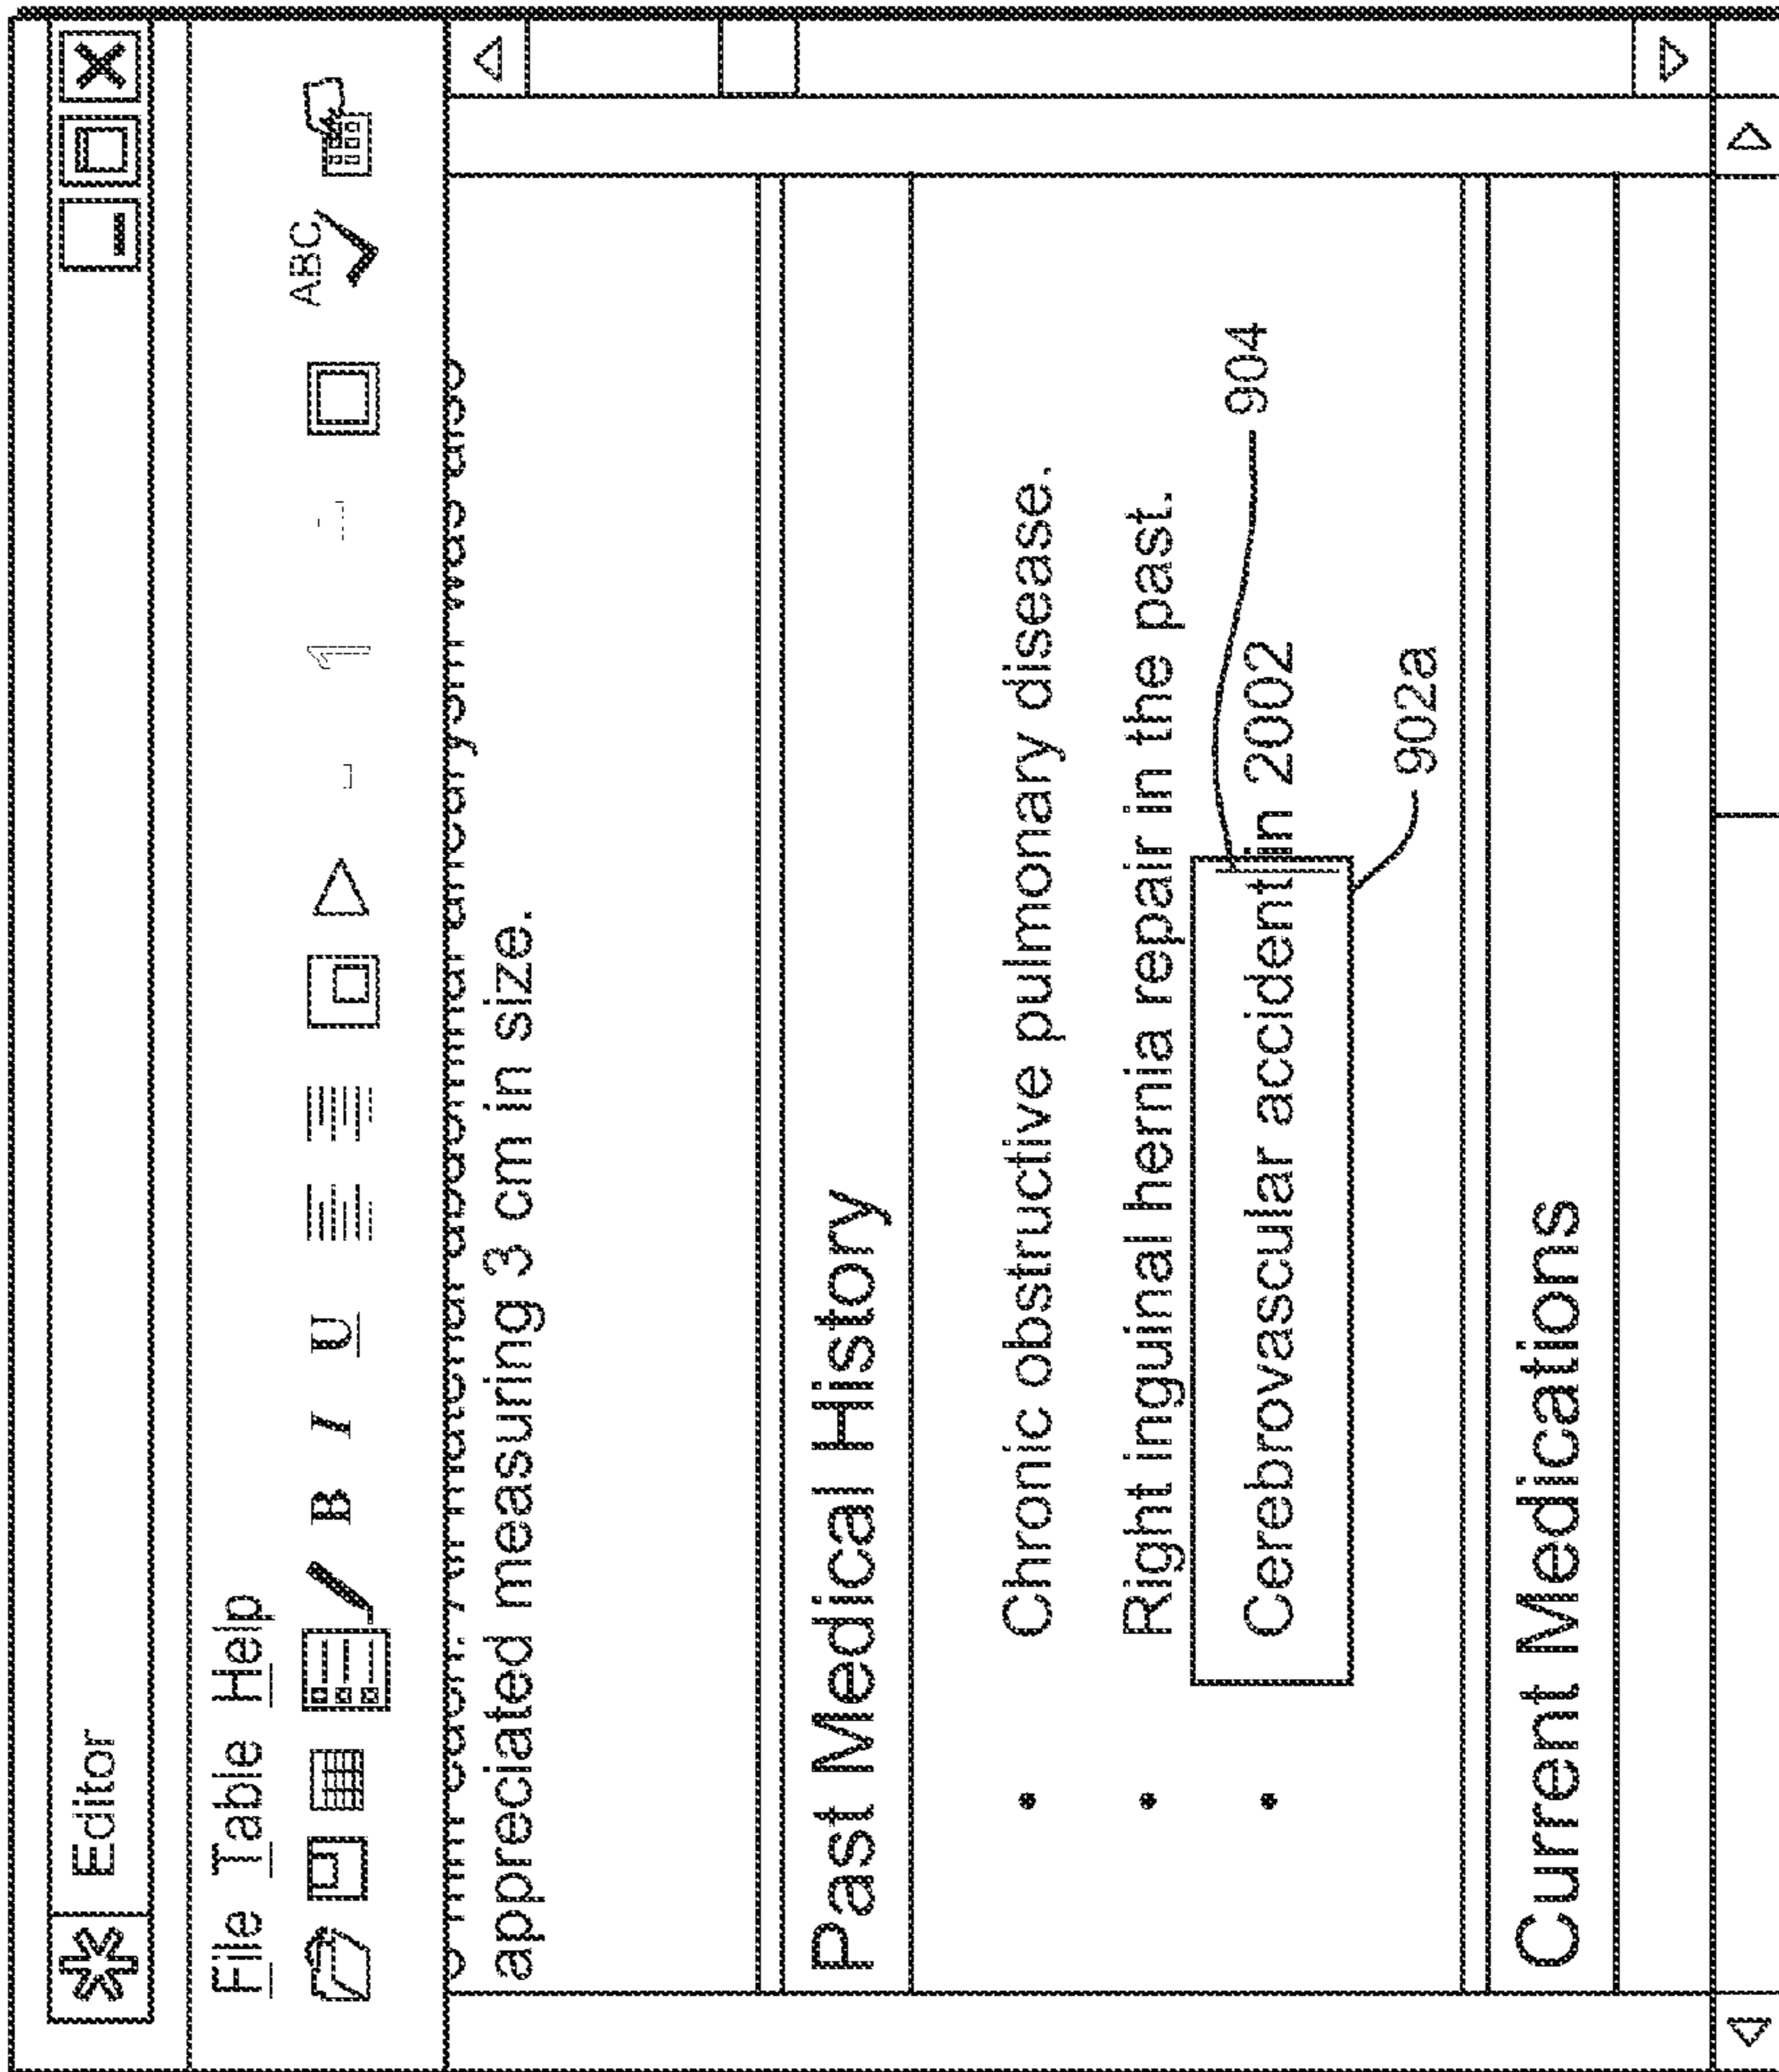 Editor
File Table Help
B I U ABC
appreciated measuring 3 cm in size.
Past Medical History
• Chronic obstructive pulmonary disease.
• Right inguinal hernia repair in the past.
• Cerebrovascular accident in 2002
904
902a
Current Medications